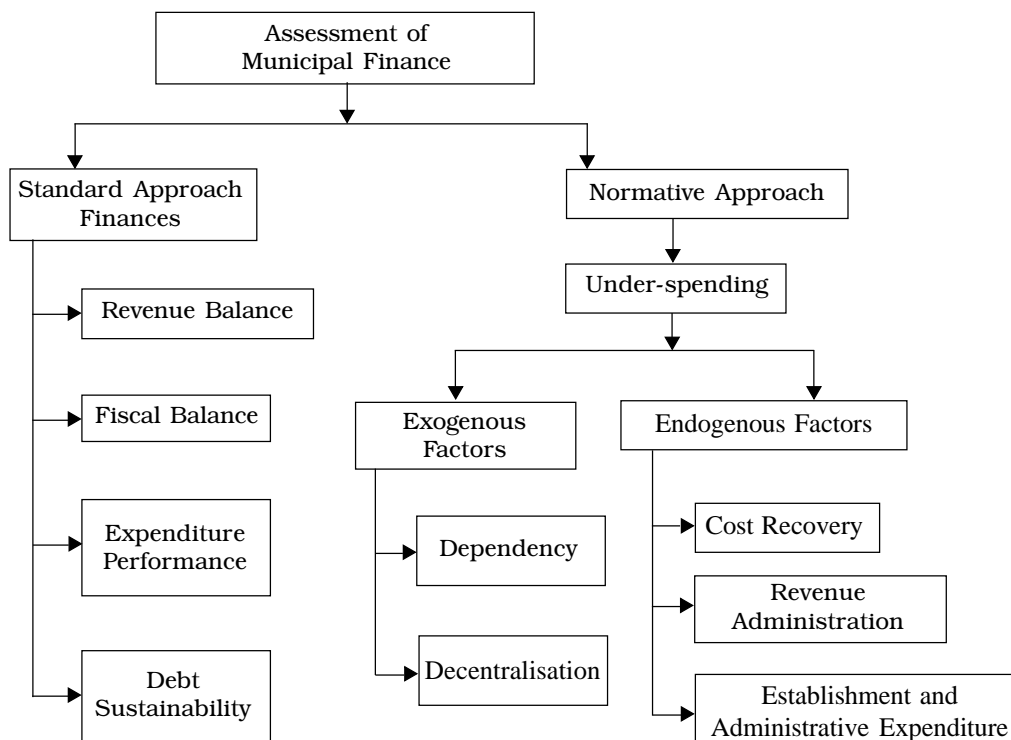 Assessment of
Municipal Finance
Standard Approach
Finances
Normative Approach
Under-spending
Revenue Balance
Fiscal Balance
Expenditure
Performance
Debt
Sustainability
Exogenous
Factors
Dependency
Decentralisation
Endogenous Factors
Cost Recovery
Revenue
Administration
Establishment and
Administrative Expenditure